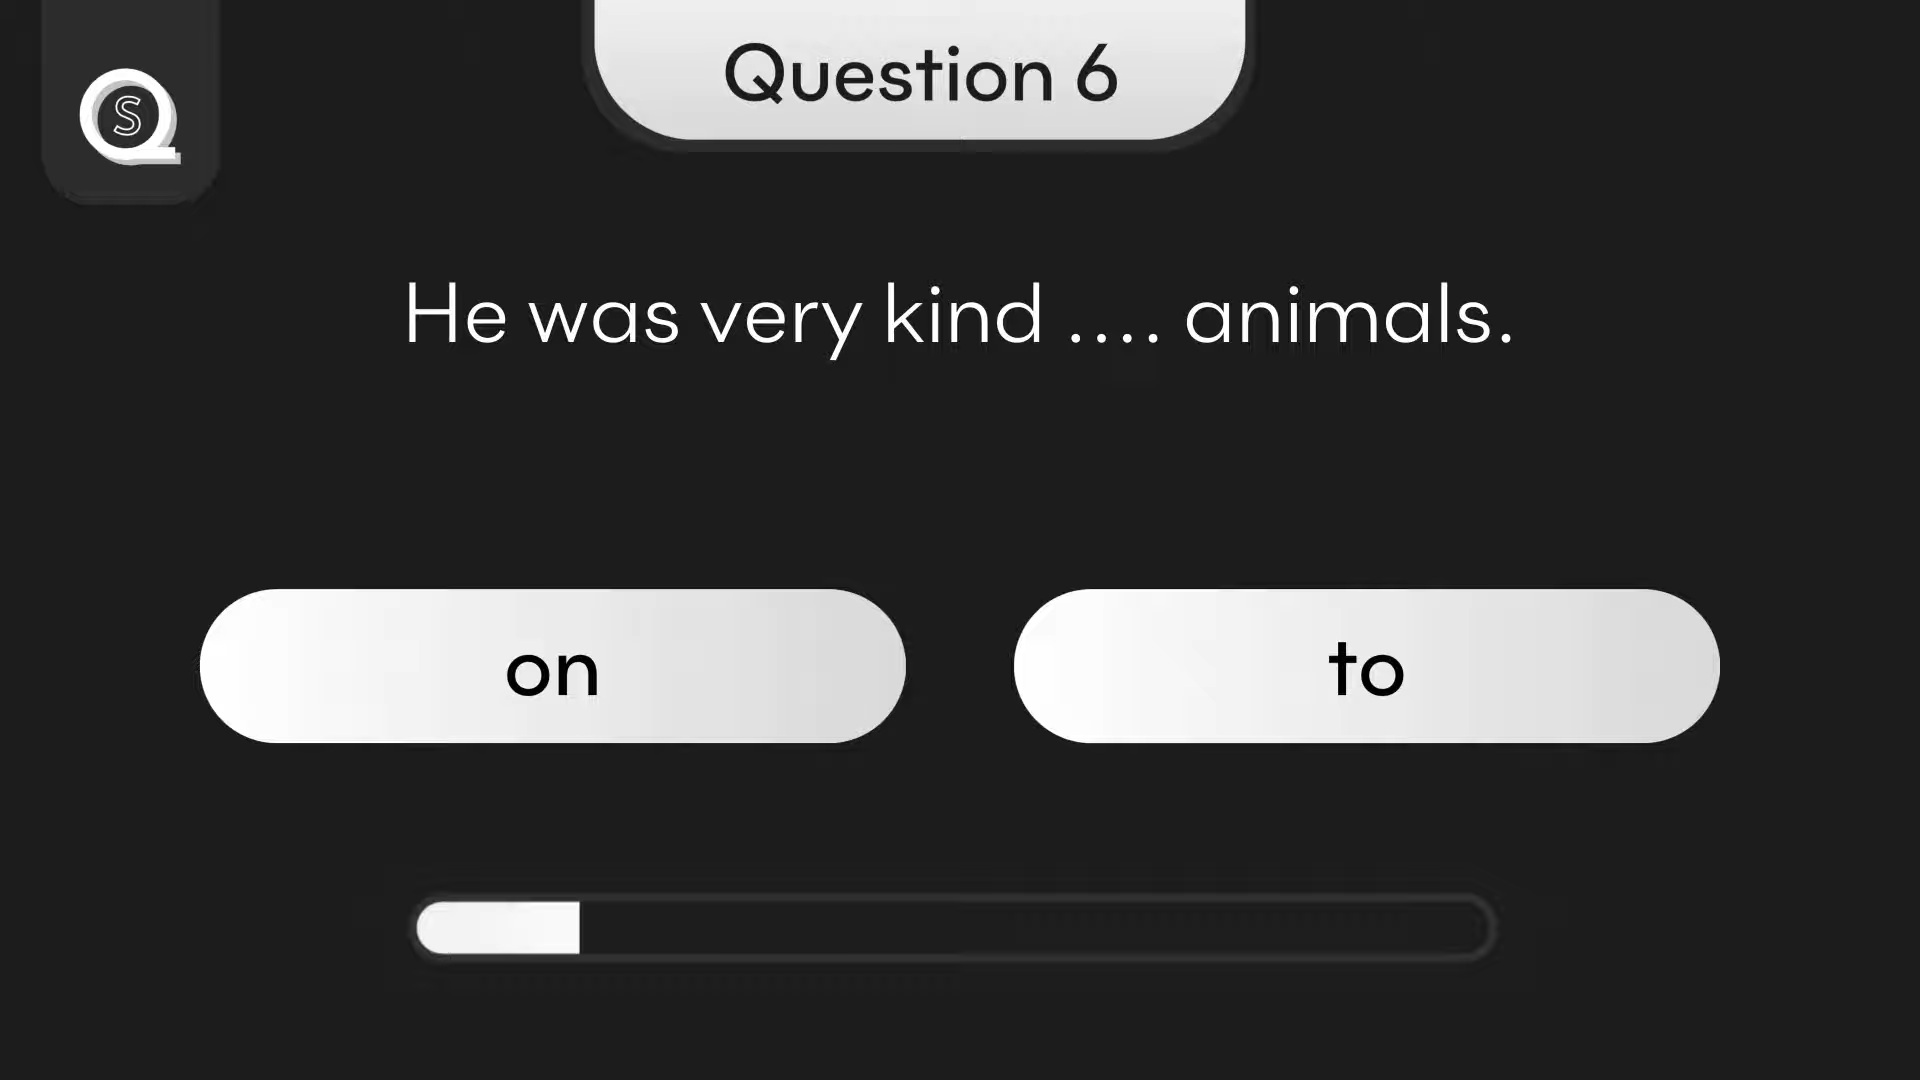 Question 6
S
He was very kind .... animals.
on
to